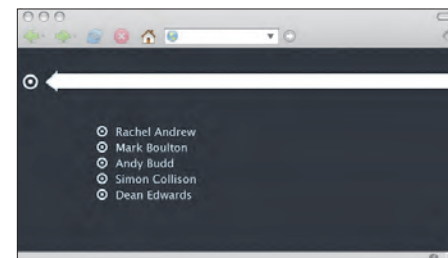 Rachel Andrew
Mark Boulton
Andy Budd
Simon Collison
Dean Edwards